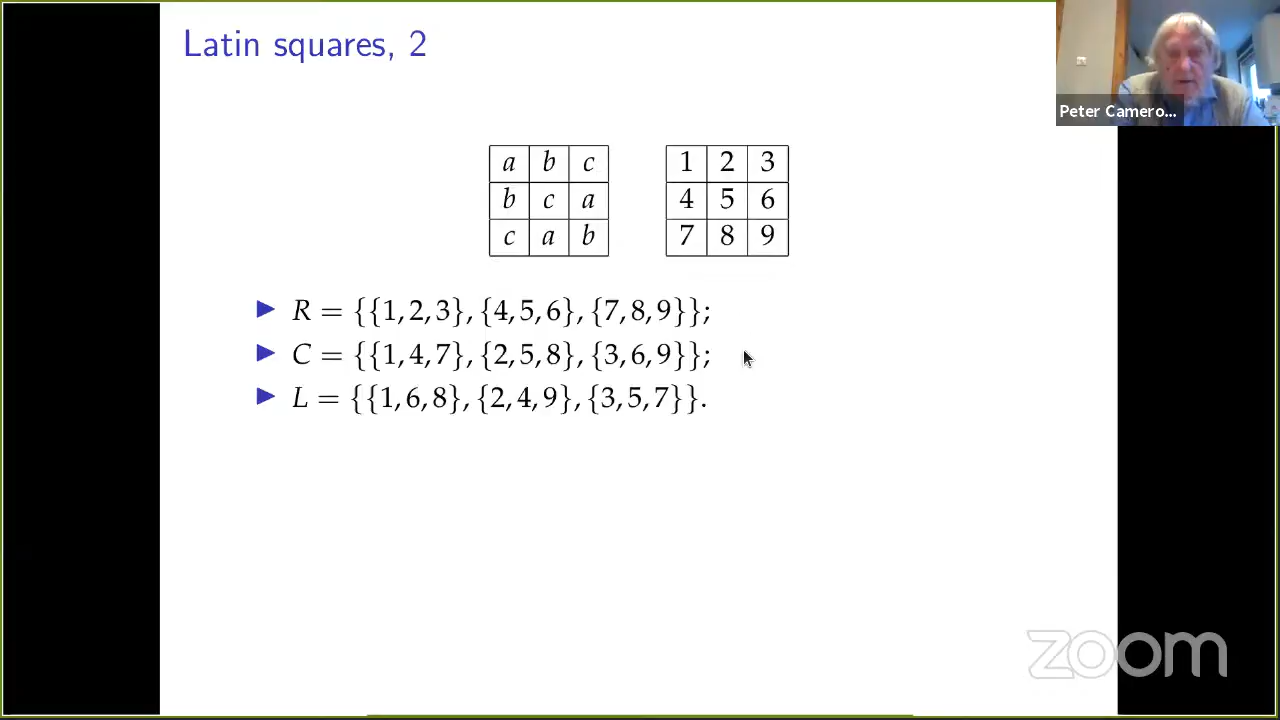 Latin squares, 2
Peter Camero...
a b c
b c a
c a b
1 2 3
4 5 6
7 8 9
▶ R = {{1, 2, 3}, {4, 5, 6}, {7, 8, 9}};
▶ C = {{1, 4, 7}, {2, 5, 8}, {3, 6, 9}};
▶ L = {{1, 6, 8}, {2, 4, 9}, {3, 5, 7}}.
zoom